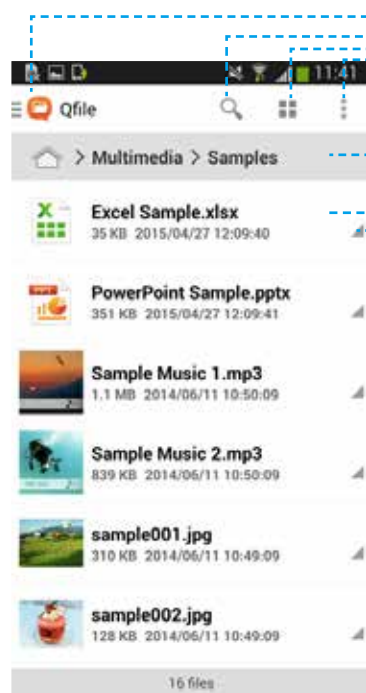 11:41
Qfile
> Multimedia > Samples
Excel Sample.xlsx
35 KB 2015/04/27 12:09:40
PowerPoint Sample.pptx
351 KB 2015/04/27 12:09:41
Sample Music 1.mp3
1.1 MB 2014/06/11 10:50:09
Sample Music 2.mp3
839 KB 2014/06/11 10:50:09
sample001.jpg
310 KB 2014/06/11 10:49:09
sample002.jpg
128 KB 2014/06/11 10:49:09
16 files